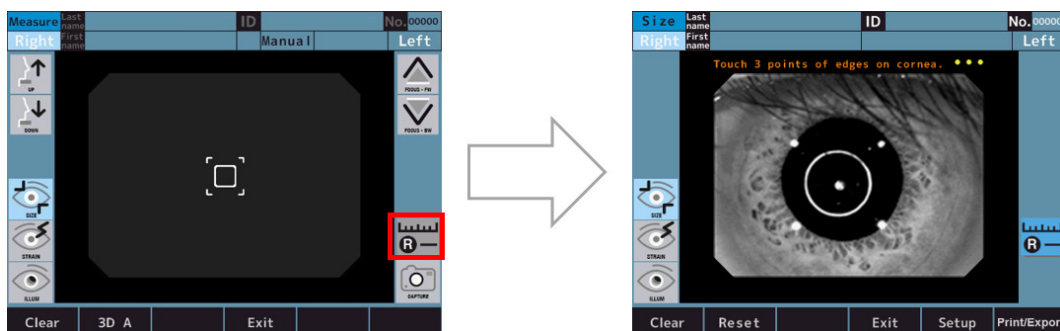 Measure Last name ID No. 00000
Right First name Manual Left
UP
DOWN
FOCUS・FW
FOCUS・BW
SIZE
STRAIN
ILLUM
R
CAPTURE
Clear 3D A Exit
Size Last name ID No. 00000
Right First name Left
Touch 3 points of edges on cornea.
SIZE
STRAIN
ILLUM
R
Clear Reset Exit Setup Print/Expor